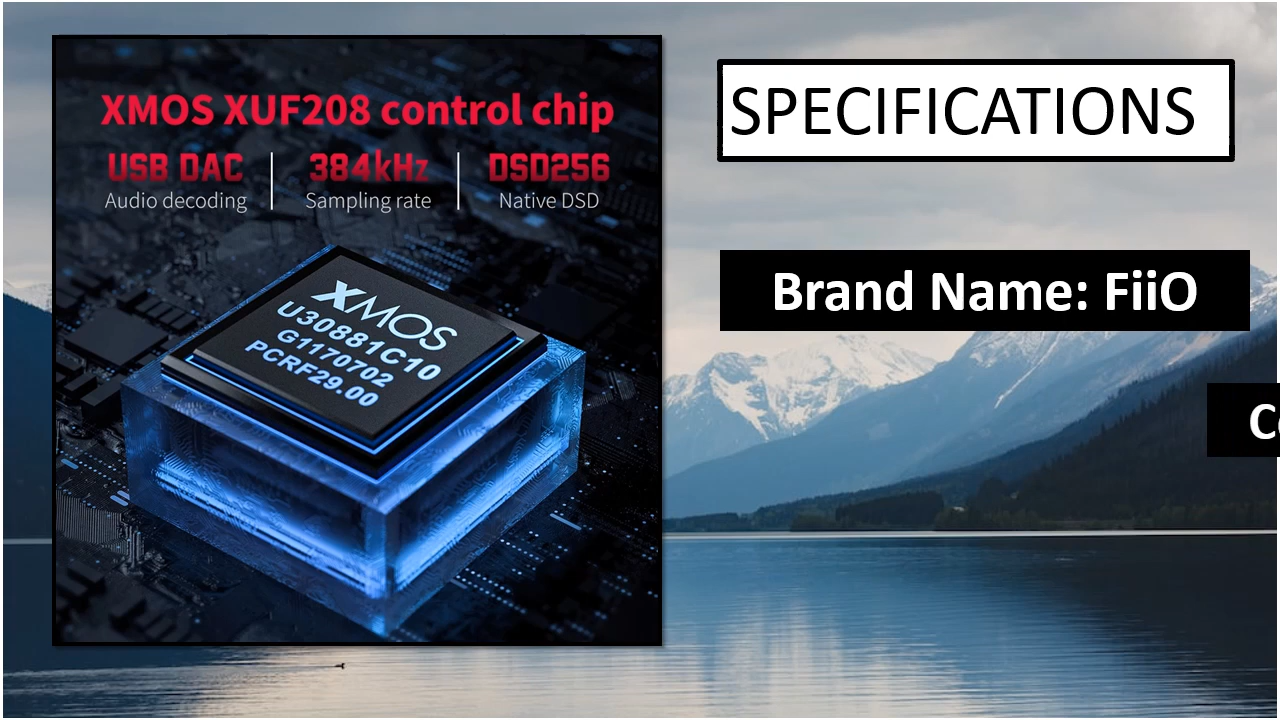 XMOS XUF208 control chip
USB DAC 384kHz DSD256
Audio decoding Sampling rate Native DSD
XMOS
U30881C10
G1170702
PCRF29.00
SPECIFICATIONS
Brand Name: FiiO